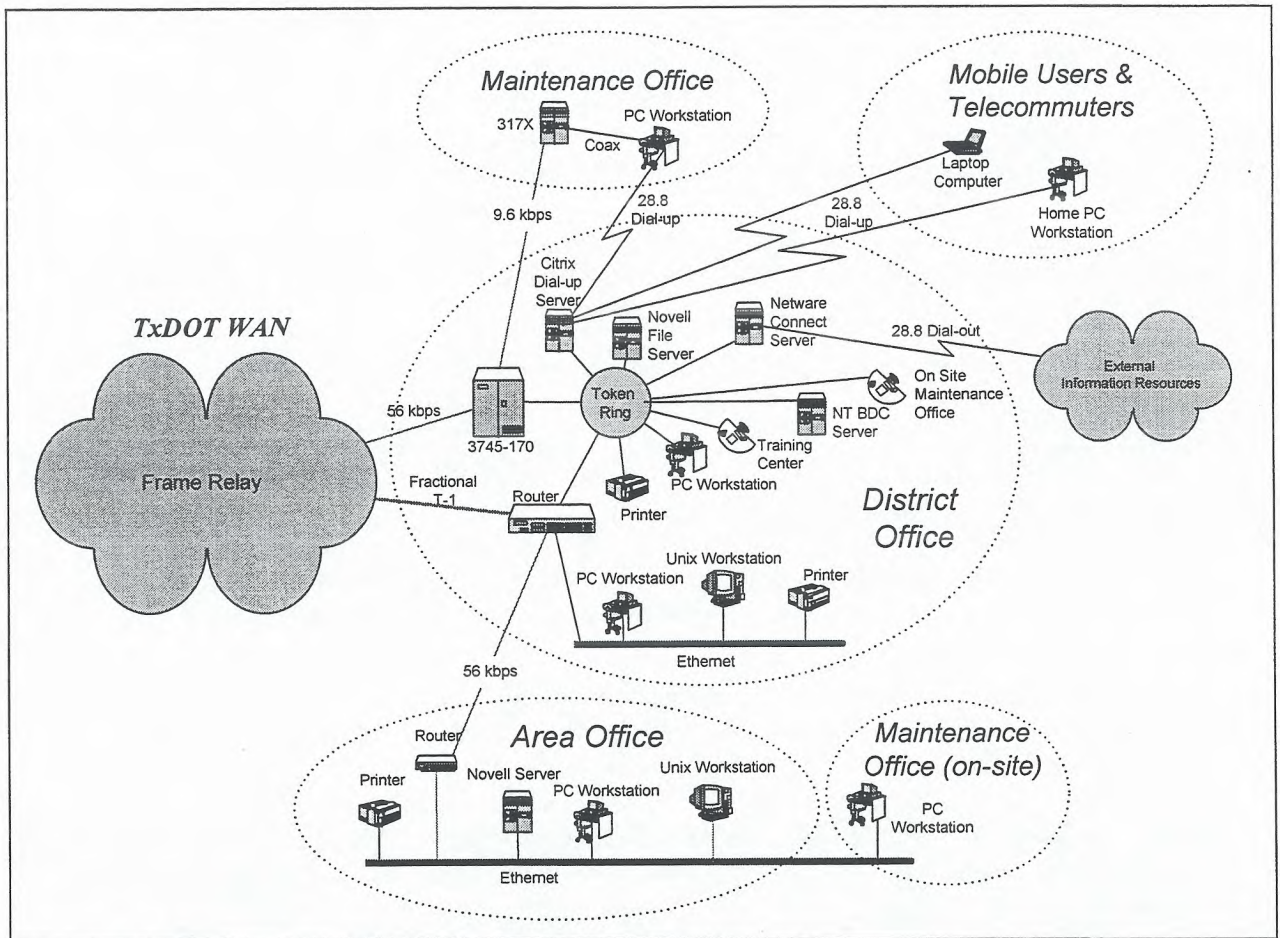 Maintenance Office
317X
PC Workstation
Coax
Mobile Users &
Telecommuters
Laptop
Computer
Home PC
Workstation
9.6 kbps
28.8
Dial-up
28.8
Dial-up
Citrix
Dial-up
Server
Novell
File
Server
Netware
Connect
Server
28.8 Dial-out
External
Information Resources
TxDOT WAN
Frame Relay
56 kbps
3745-170
Token
Ring
On Site
Maintenance
Office
NT BDC
Server
Training
Center
PC Workstation
Printer
Fractional
T-1
Router
District
Office
PC Workstation
Unix Workstation
Printer
Ethernet
56 kbps
Area Office
Router
Printer
Novell Server
PC Workstation
Unix Workstation
Ethernet
Maintenance
Office (on-site)
PC
Workstation